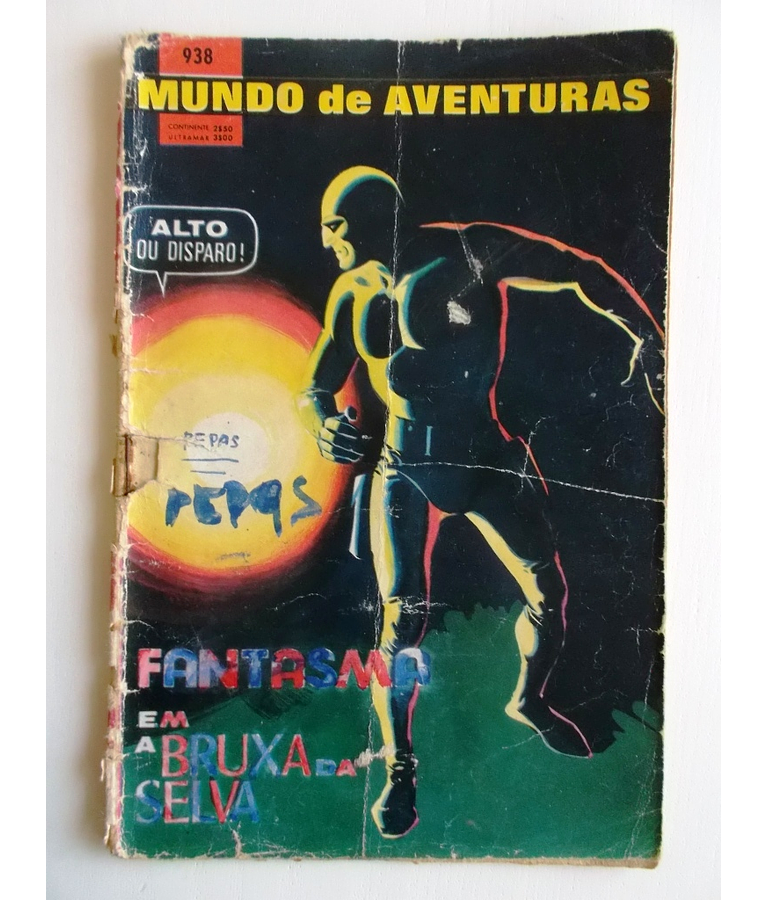 938
MUNDO de AVENTURAS
CONTINENTE 2$50
ULTRAMAR 3$00
ALTO
OU DISPARO!
PEPAS
PEPAS
FANTASMA
EM
A BRUXA DA
SELVA